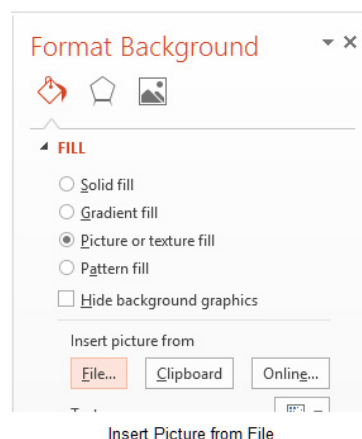 Format Background
FILL
Solid fill
Gradient fill
Picture or texture fill
Pattern fill
Hide background graphics
Insert picture from
File... Clipboard Online...
Insert Picture from File